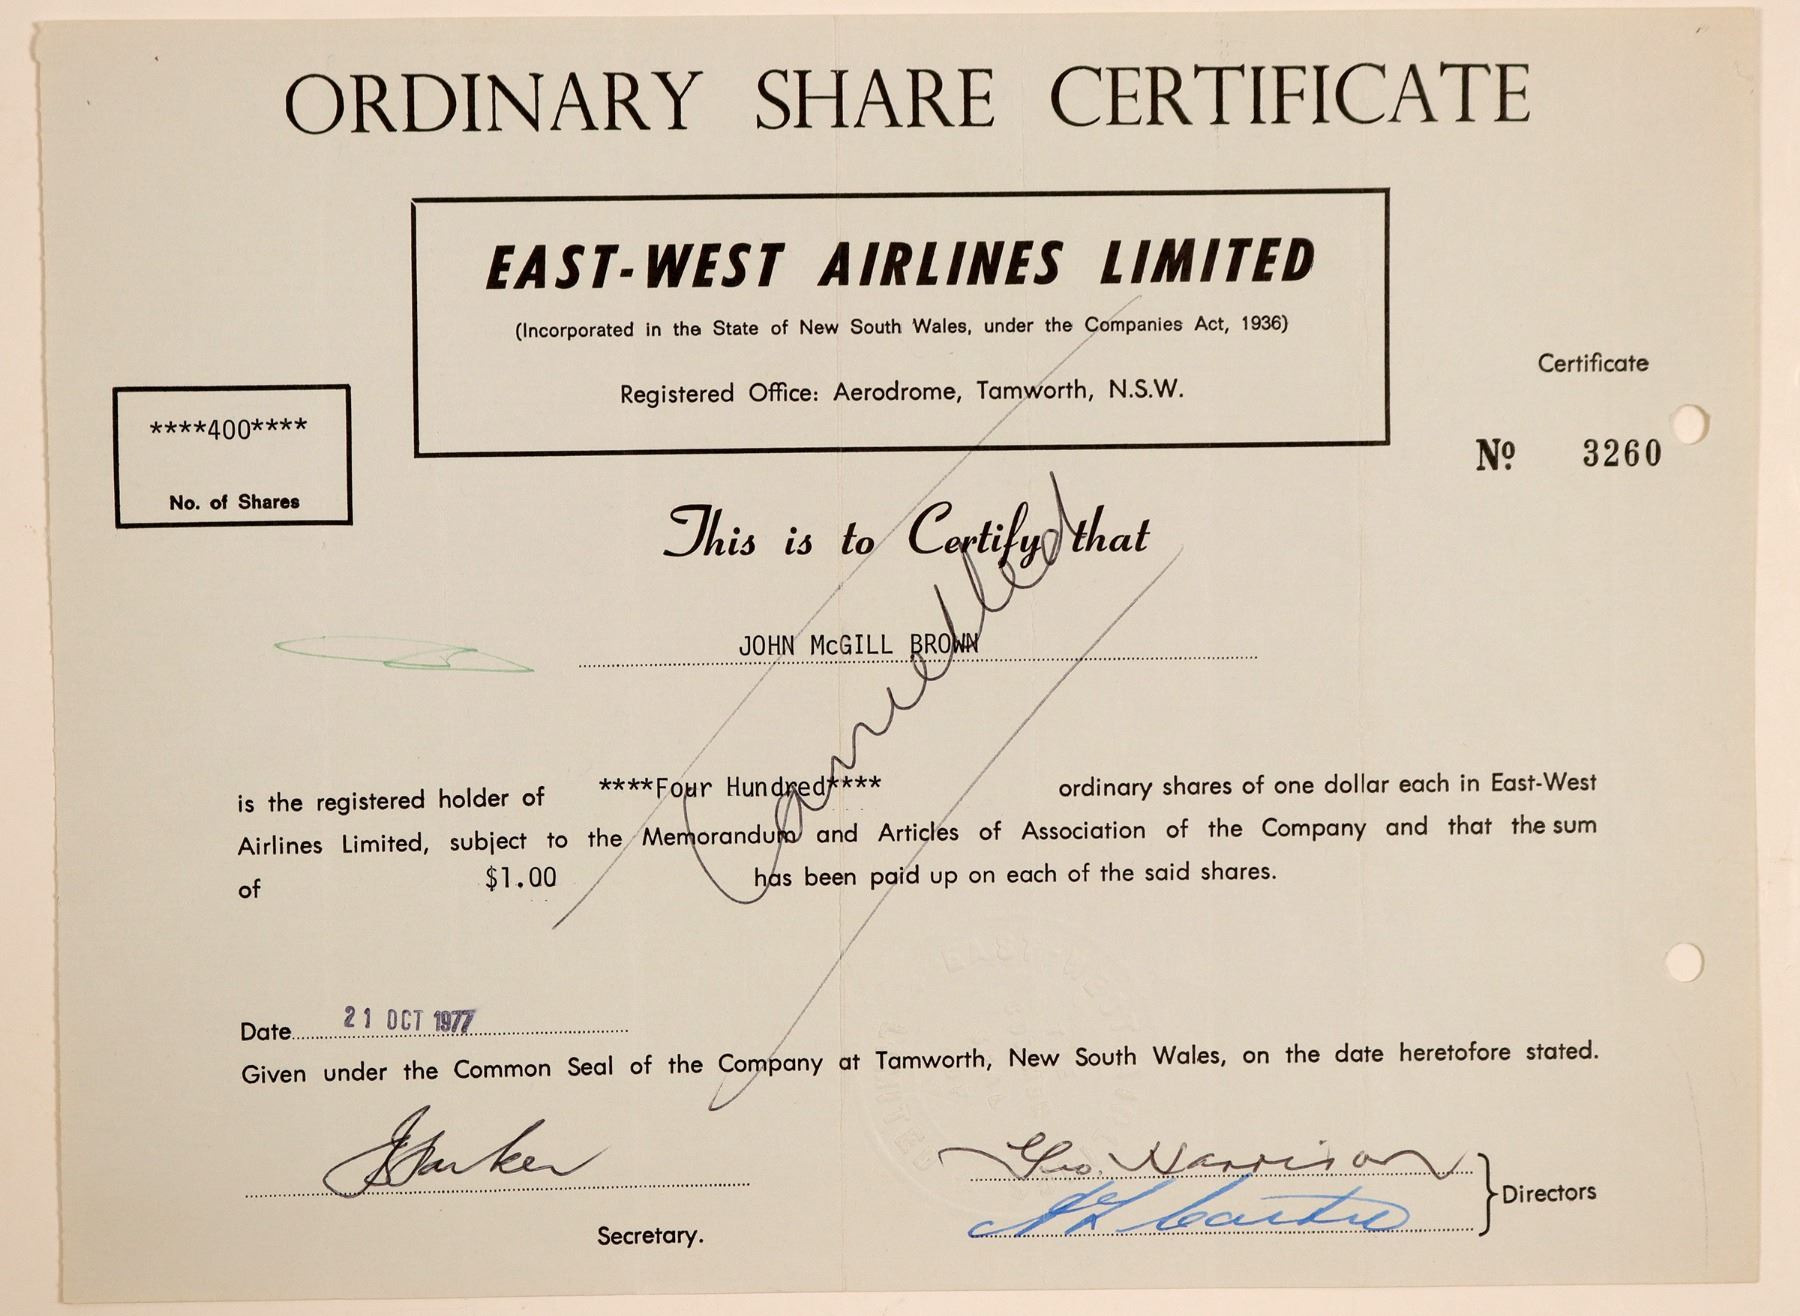 ORDINARY SHARE CERTIFICATE
EAST-WEST AIRLINES LIMITED
(Incorporated in the State of New South Wales, under the Companies Act, 1936)
Registered Office: Aerodrome, Tamworth, N.S.W.
Certificate
****400****
No. of Shares
Nº 3260
This is to Certify that
Cancelled
JOHN McGILL BROWN
is the registered holder of ****Four Hundred**** ordinary shares of one dollar each in East-West
Airlines Limited, subject to the Memorandum and Articles of Association of the Company and that the sum
of $1.00 has been paid up on each of the said shares.
Date 21 OCT 1977
Given under the Common Seal of the Company at Tamworth, New South Wales, on the date heretofore stated.
Geo. Harrison
Directors
Secretary.